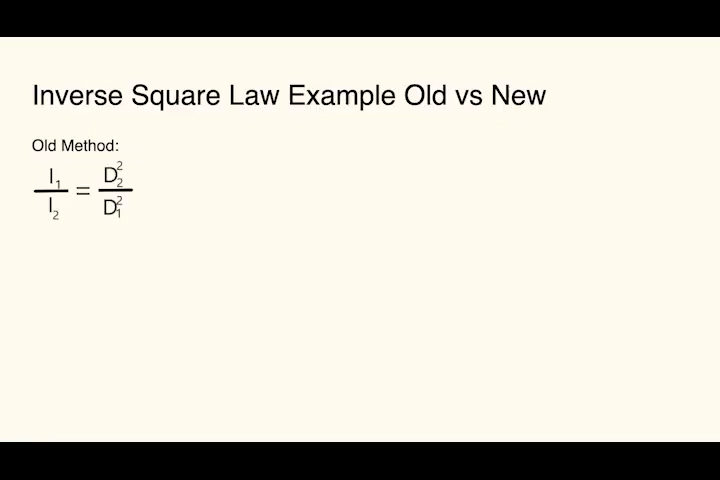 Inverse Square Law Example Old vs New
Old Method:
I₁/I₂ = D₂²/D₁²